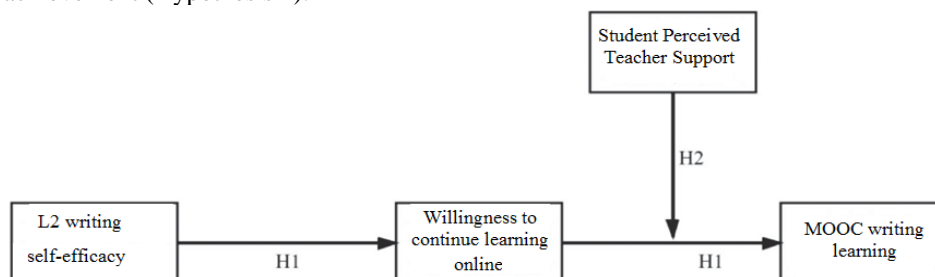 Student Perceived
Teacher Support
H2
L2 writing
self-efficacy
H1
Willingness to
continue learning
online
H1
MOOC writing
learning